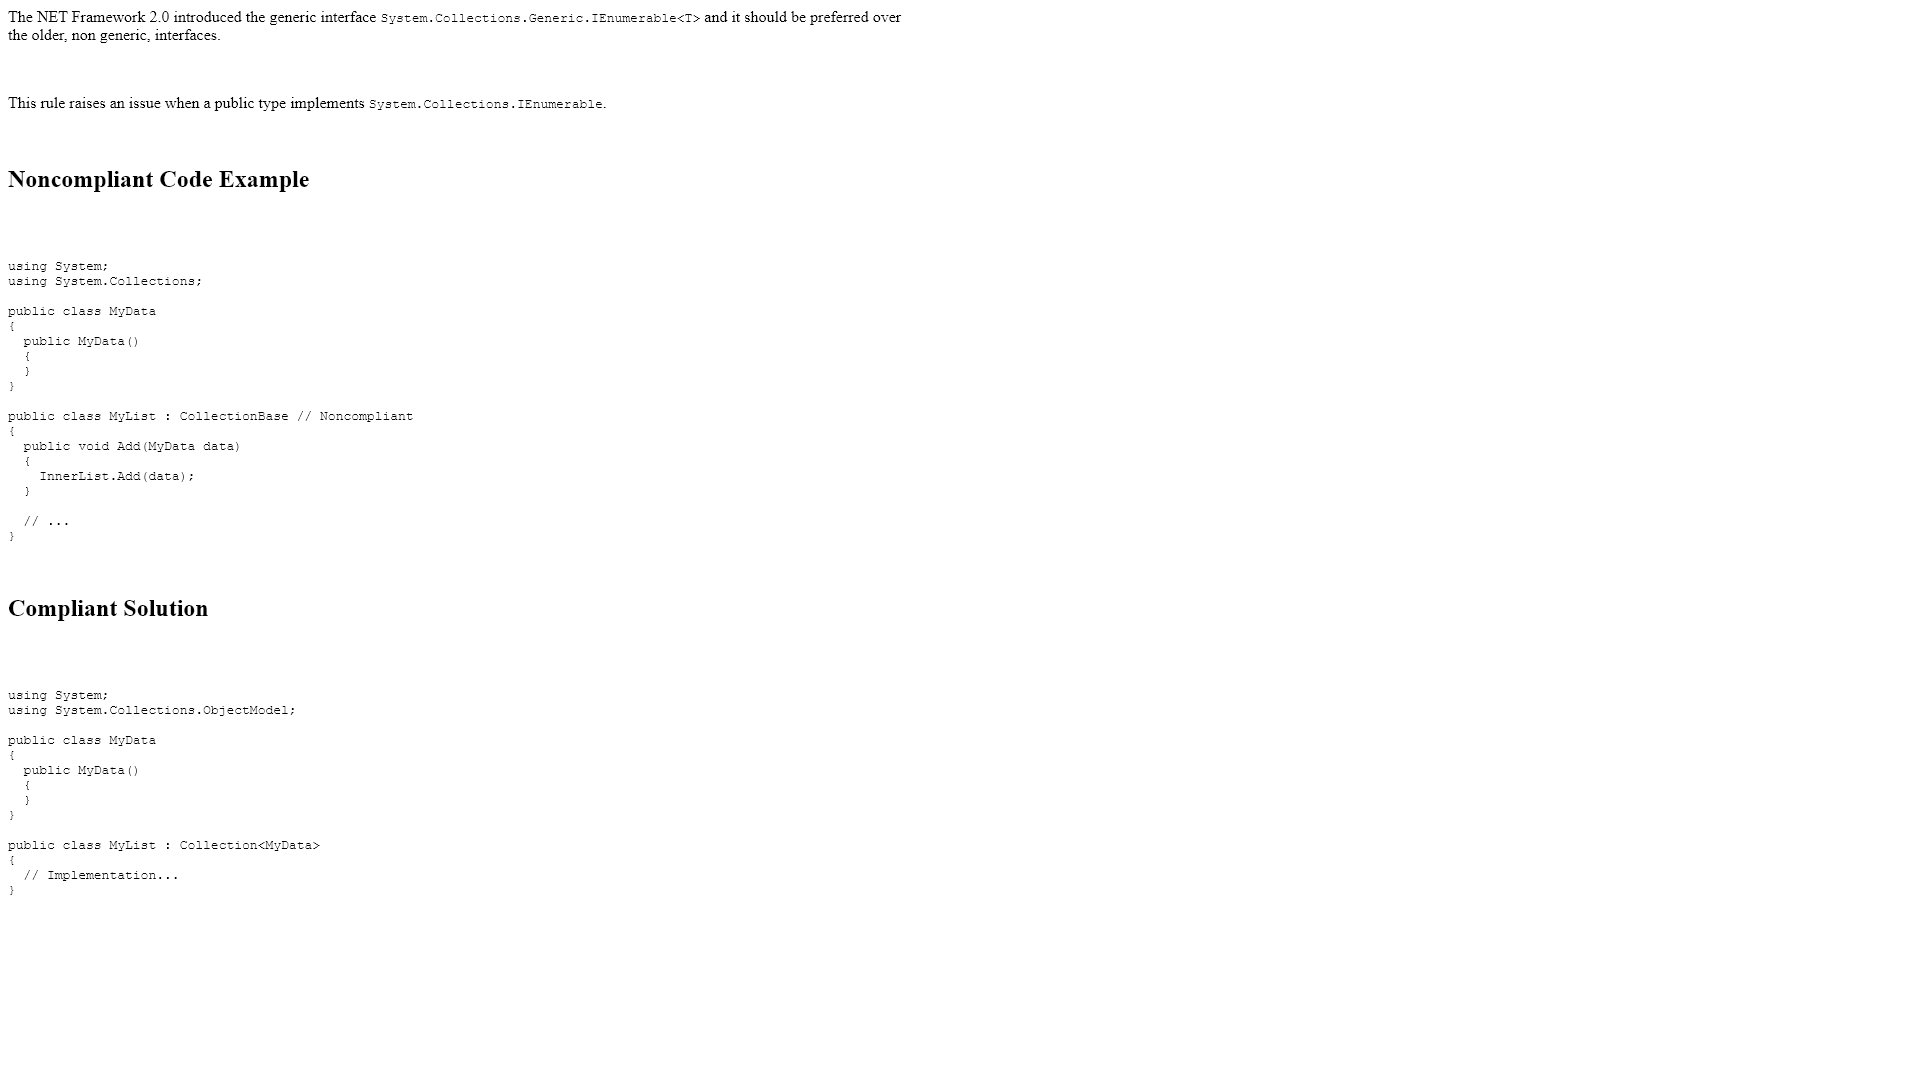 The NET Framework 2.0 introduced the generic interface System.Collections.Generic.IEnumerable<T> and it should be preferred over
the older, non generic, interfaces.
This rule raises an issue when a public type implements System.Collections.IEnumerable.
Noncompliant Code Example
using System;
using System.Collections;
public class MyData
{
  public MyData()
  {
  }
}
public class MyList : CollectionBase // Noncompliant
{
  public void Add(MyData data)
  {
    InnerList.Add(data);
  }
  // ...
}
Compliant Solution
using System;
using System.Collections.ObjectModel;
public class MyData
{
  public MyData()
  {
  }
}
public class MyList : Collection<MyData>
{
  // Implementation...
}